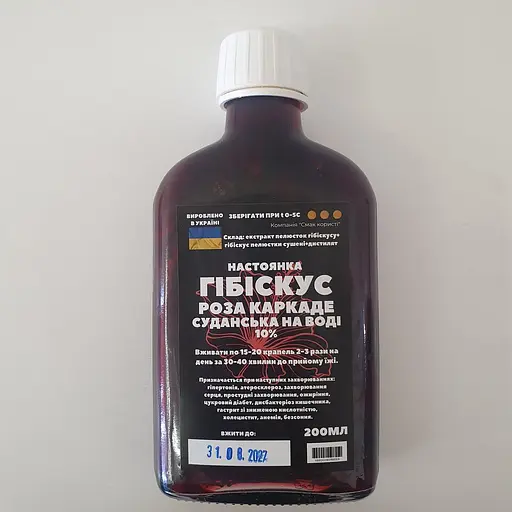 ВИРОБЛЕНО
В УКРАЇНІ
ЗБЕРІГАТИ ПРИ t 0-5С
Компанія "Смак користі"
Склад: екстракт пелюсток гібіскусу+
гібіскус пелюстки сушені+дистилят
НАСТОЯНКА
ГІБІСКУС
РОЗА КАРКАДЕ
СУДАНСЬКА НА ВОДІ
10%
Вживати по 15-20 крапель 2-3 рази на
день за 30-40 хвилин до прийому їжі.
Призначається при наступних захворюваннях:
гіпертонія, атеросклероз, захворювання
серця, простудні захворювання, ожиріння,
цукровий діабет, дисбактеріоз кишечника,
гастрит зі зниженою кислотністю,
холецистит, анемія, безсоння.
ВЖИТИ ДО:
200МЛ
31.08.2027